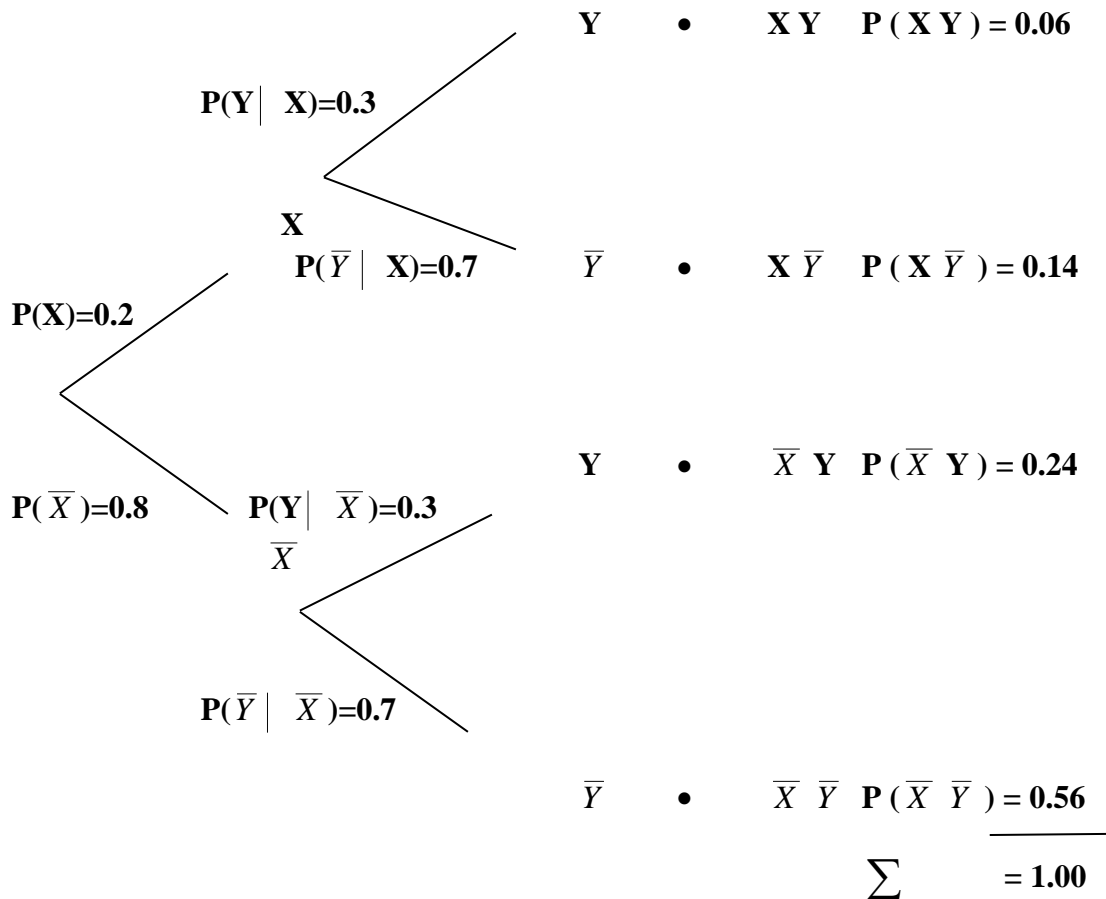 Y • X Y P ( X Y ) = 0.06
P(Y| X)=0.3
X
P(Y̅ | X)=0.7 Y̅ • X Y̅ P ( X Y̅ ) = 0.14
P(X)=0.2
Y • X̅ Y P ( X̅ Y ) = 0.24
P( X̅ )=0.8 P(Y| X̅ )=0.3
X̅
P( Y̅ | X̅ )=0.7
Y̅ • X̅ Y̅ P ( X̅ Y̅ ) = 0.56
∑ = 1.00